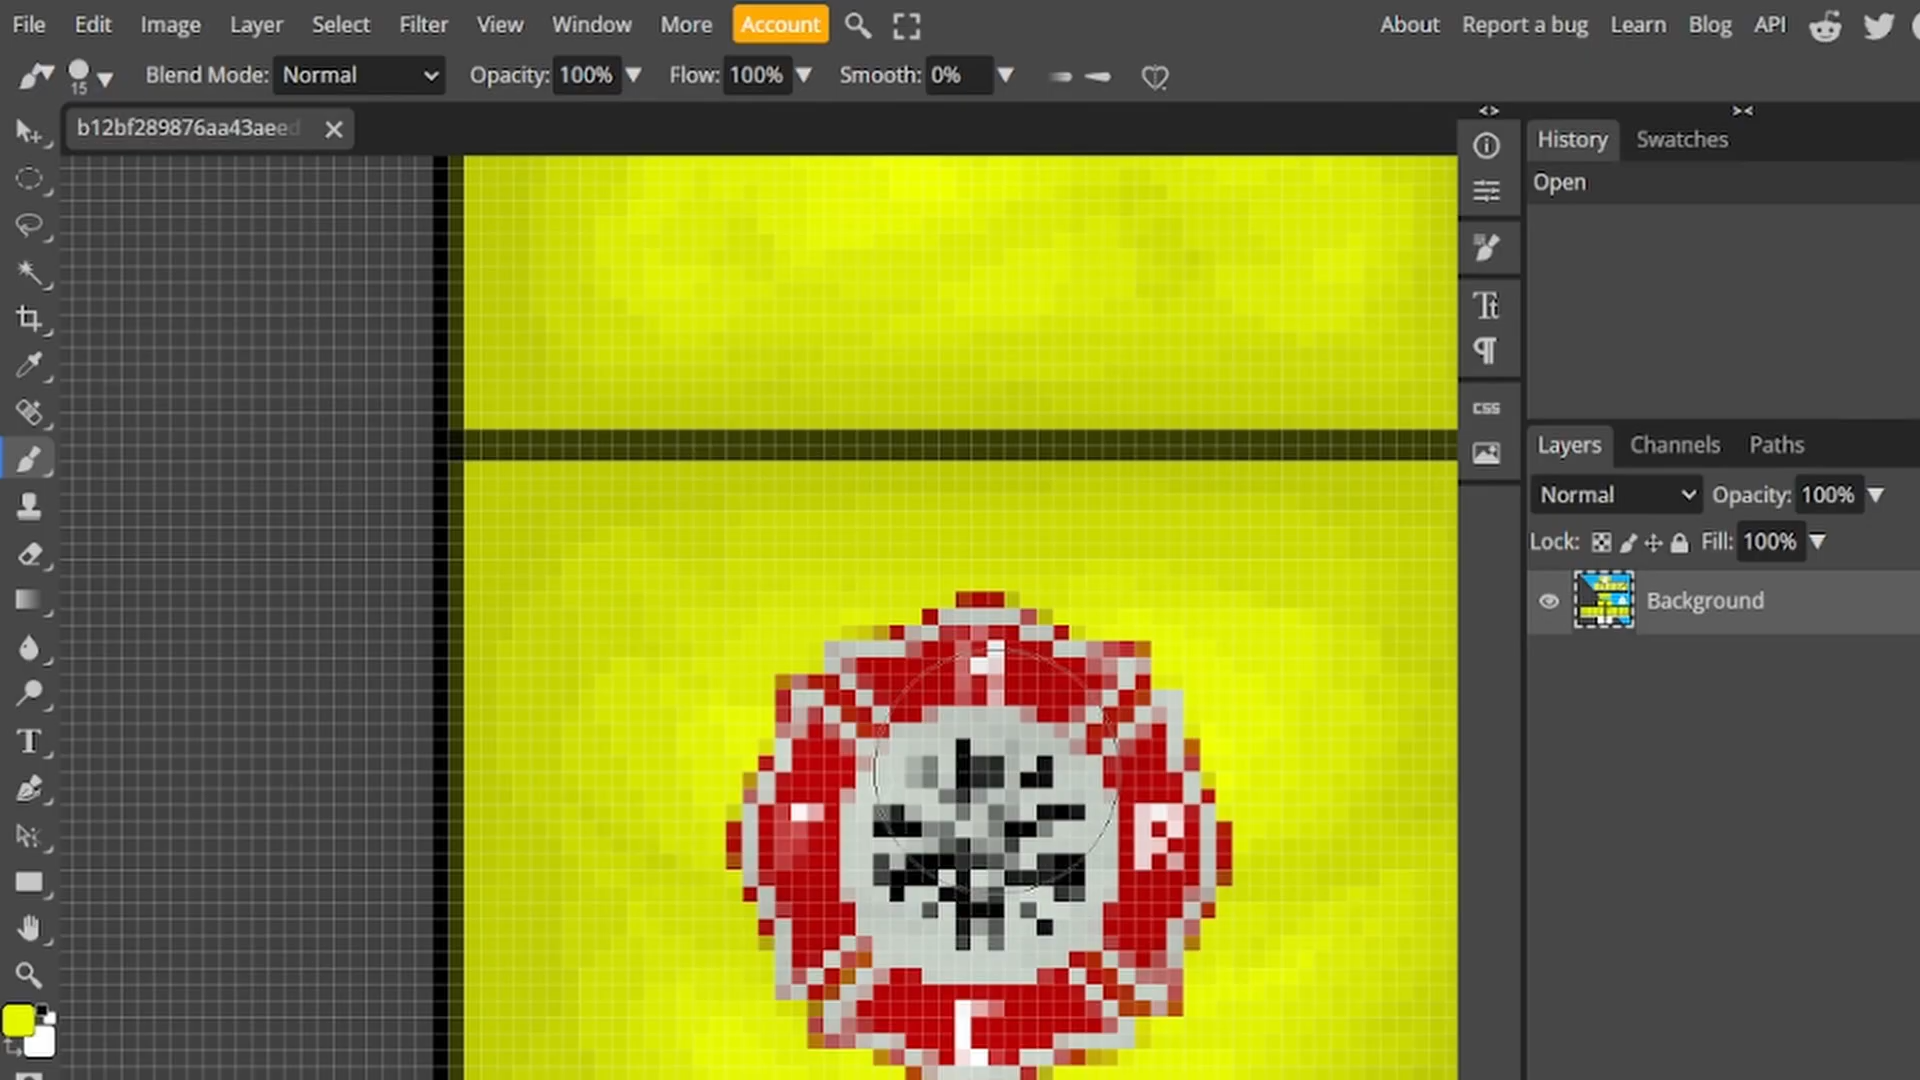 File Edit Image Layer Select Filter View Window More Account About Report a bug Learn Blog API
15 Blend Mode: Normal Opacity: 100% Flow: 100% Smooth: 0%
b12bf289876aa43aeed
History Swatches
Open
CSS
Layers Channels Paths
Normal Opacity: 100%
Lock: Fill: 100%
Background